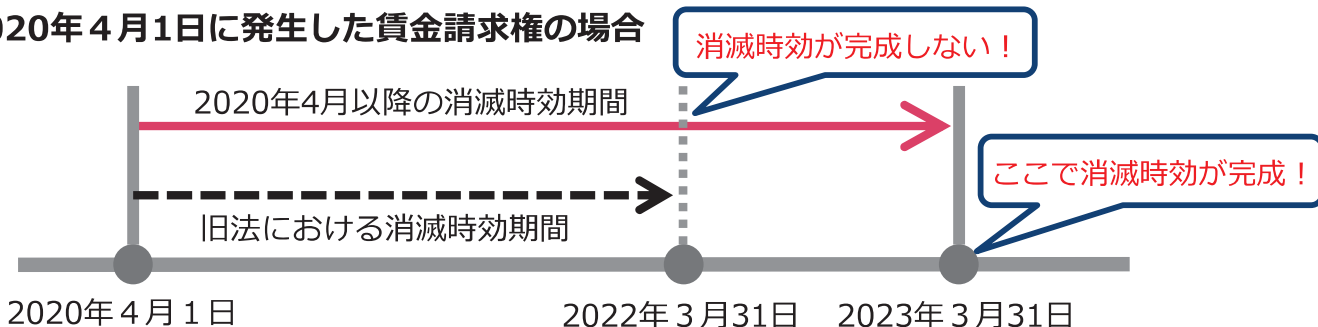 020年４月1日に発生した賃金請求権の場合
消滅時効が完成しない！
2020年4月以降の消滅時効期間
ここで消滅時効が完成！
旧法における消滅時効期間
2020年４月１日
2022年３月31日
2023年３月31日